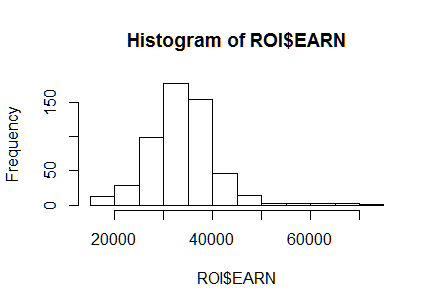 Histogram of ROI$EARN
Frequency
150
50
0
20000 40000 60000
ROI$EARN